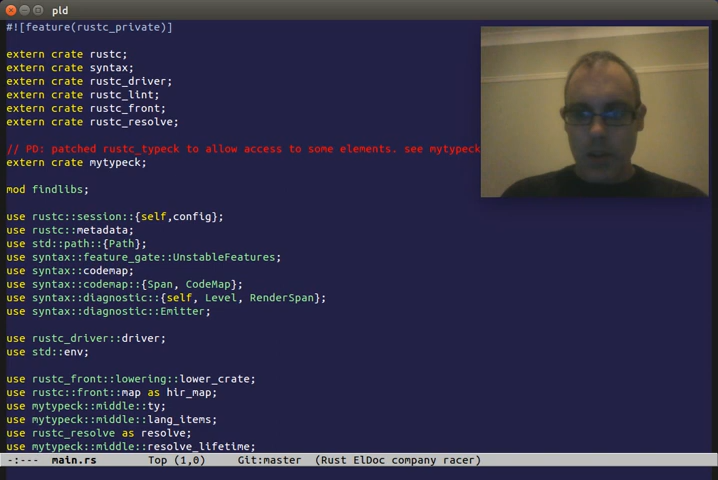 pld
#![feature(rustc_private)]
extern crate rustc;
extern crate syntax;
extern crate rustc_driver;
extern crate rustc_lint;
extern crate rustc_front;
extern crate rustc_resolve;
// PD: patched rustc_typeck to allow access to some elements. see mytypeck
extern crate mytypeck;
mod findlibs;
use rustc::session::{self,config};
use rustc::metadata;
use std::path::{Path};
use syntax::feature_gate::UnstableFeatures;
use syntax::codemap;
use syntax::codemap::{Span, CodeMap};
use syntax::diagnostic::{self, Level, RenderSpan};
use syntax::diagnostic::Emitter;
use rustc_driver::driver;
use std::env;
use rustc_front::lowering::lower_crate;
use rustc::front::map as hir_map;
use mytypeck::middle::ty;
use mytypeck::middle::lang_items;
use rustc_resolve as resolve;
use mytypeck::middle::resolve_lifetime;
-:--- main.rs Top (1,0) Git:master (Rust ElDoc company racer)